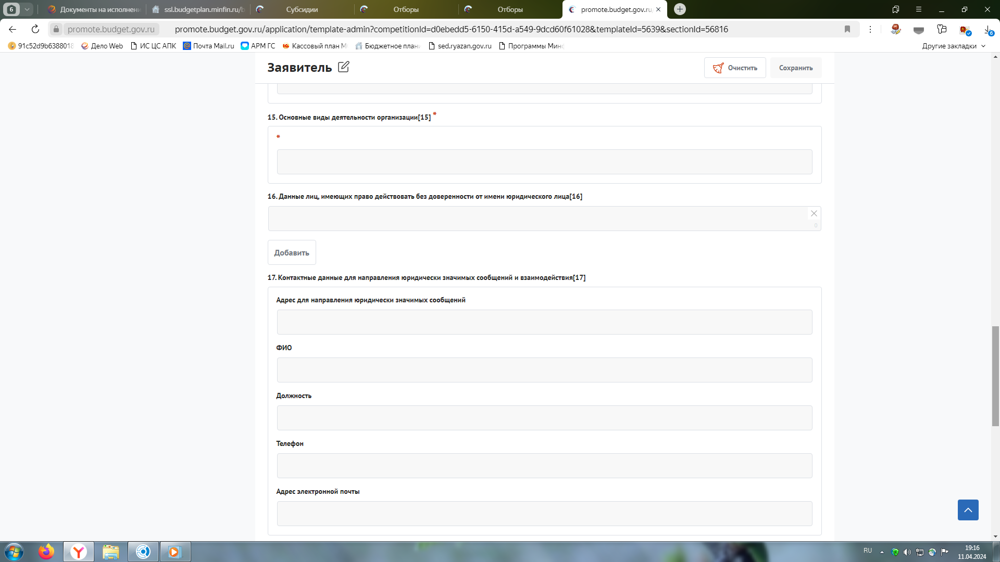 6
Документы на исполнени
ssl.budgetplan.minfin.ru/b
Субсидии
Отборы
Отборы
promote.budget.gov.ru
promote.budget.gov.ru
promote.budget.gov.ru/application/template-admin?competitionId=d0ebedd5-6150-415d-a549-9dcd60f61028&templateId=5639&sectionId=56816
6
91c52d9b6388018
Дело Web
ИС ЦС АПК
Почта Mail.ru
АРМ ГС
Кассовый план М
Бюджетное плани
sed.ryazan.gov.ru
Программы Минф
Другие закладки
Заявитель
Очистить
Сохранить
15. Основные виды деятельности организации[15] *
*
16. Данные лиц, имеющих право действовать без доверенности от имени юридического лица[16]
0
Добавить
17. Контактные данные для направления юридически значимых сообщений и взаимодействия[17]
Адрес для направления юридически значимых сообщений
ФИО
Должность
Телефон
Адрес электронной почты
RU
19:16
11.04.2024